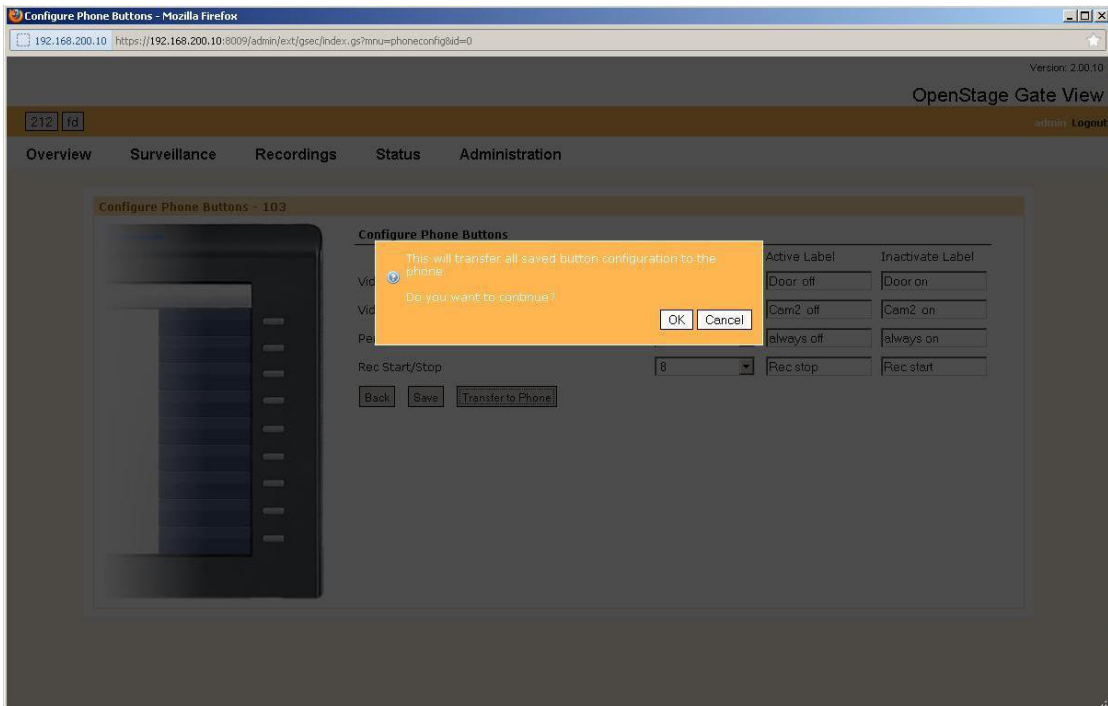 Configure Phone Buttons - Mozilla Firefox
192.168.200.10 https://192.168.200.10:8009/admin/ext/gsec/index.gs?mnu=phoneconfig&id=0
Version: 2.00.10
OpenStage Gate View
212 fd
admin Logout
Overview Surveillance Recordings Status Administration
Configure Phone Buttons - 103
Configure Phone Buttons
Active Label Inactivate Label
This will transfer all saved button configuration to the
phone.
Do you want to continue?
OK Cancel
Vid Door off Door on
Vid Cam2 off Cam2 on
Per always off always on
Rec Start/Stop 8 Rec stop Rec start
Back Save Transfer to Phone